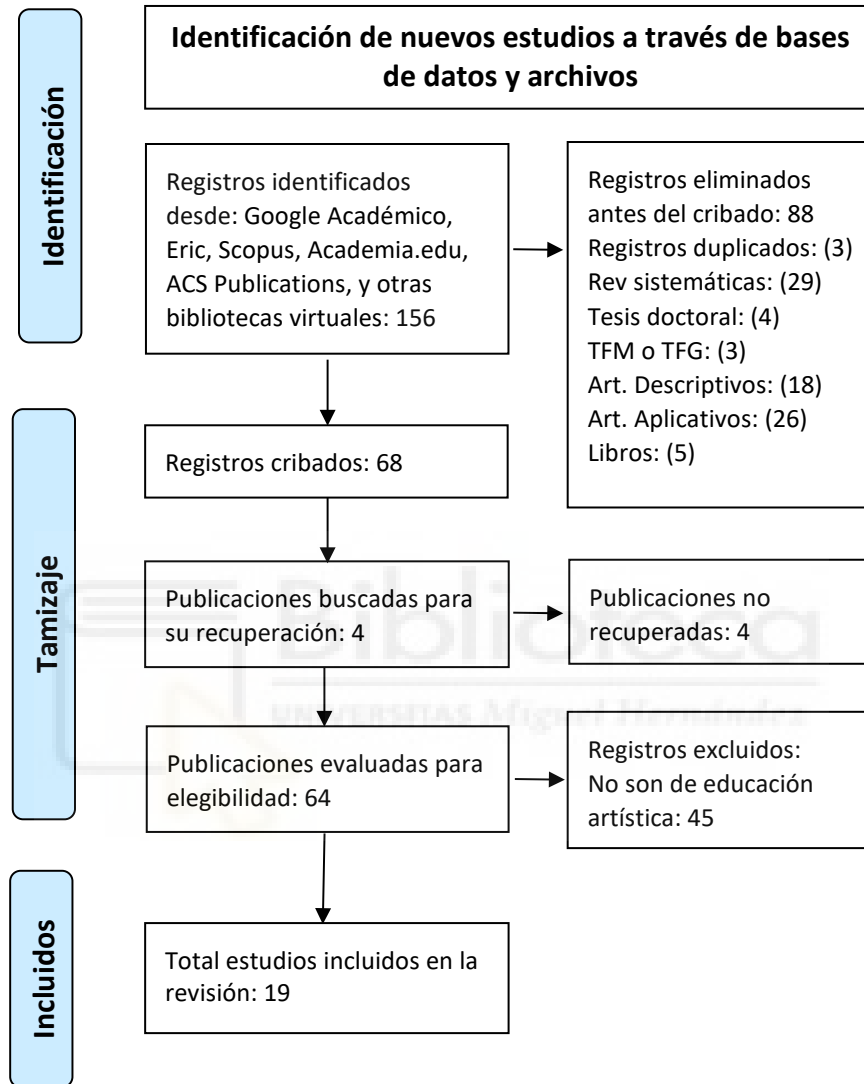 Identificación de nuevos estudios a través de bases
de datos y archivos
Identificación
Registros identificados
desde: Google Académico,
Eric, Scopus, Academia.edu,
ACS Publications, y otras
bibliotecas virtuales: 156
Registros eliminados
antes del cribado: 88
Registros duplicados: (3)
Rev sistemáticas: (29)
Tesis doctoral: (4)
TFM o TFG: (3)
Art. Descriptivos: (18)
Art. Aplicativos: (26)
Libros: (5)
Tamizaje
Registros cribados: 68
Publicaciones buscadas para
su recuperación: 4
Publicaciones no
recuperadas: 4
Biblioteca
UNIVERSITAS Miguel Hernández
Publicaciones evaluadas para
elegibilidad: 64
Registros excluidos:
No son de educación
artística: 45
Incluidos
Total estudios incluidos en la
revisión: 19